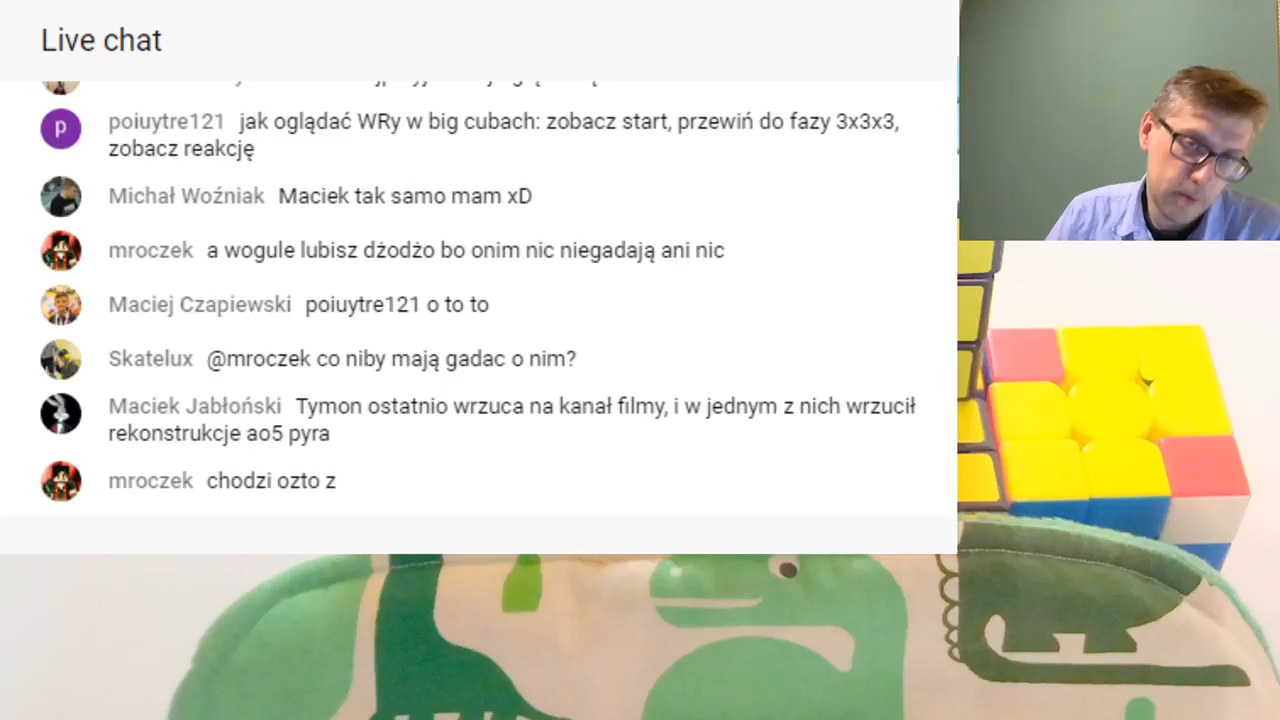 Live chat
poiuytre121 jak oglądać WRy w big cubach: zobacz start, przewiń do fazy 3x3x3,
zobacz reakcję
Michał Woźniak Maciek tak samo mam xD
mroczek a wogule lubisz dżodżo bo onim nic niegadają ani nic
Maciej Czapiewski poiuytre121 o to to
Skatelux @mroczek co niby mają gadac o nim?
Maciek Jabłoński Tymon ostatnio wrzuca na kanał filmy, i w jednym z nich wrzucił
rekonstrukcje ao5 pyra
mroczek chodzi ozto z